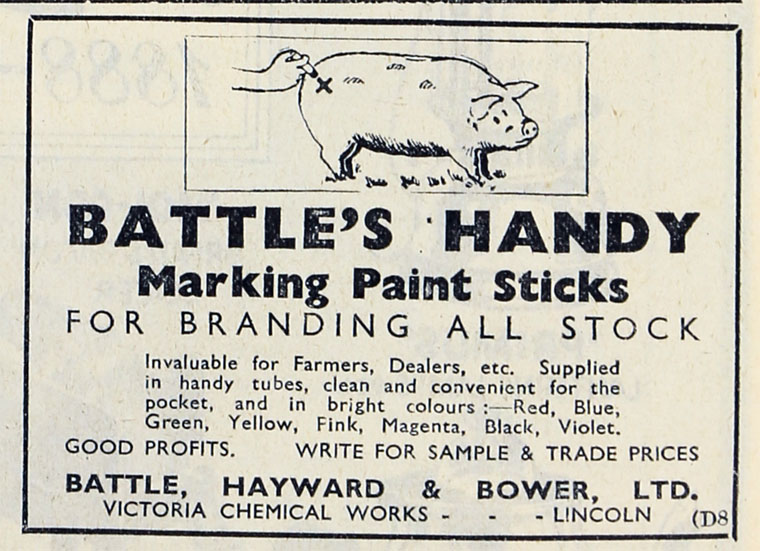 BATTLE'S HANDY
Marking Paint Sticks
FOR BRANDING ALL STOCK
Invaluable for Farmers, Dealers, etc. Supplied
in handy tubes, clean and convenient for the
pocket, and in bright colours :—Red, Blue,
Green, Yellow, Fink, Magenta, Black, Violet.
GOOD PROFITS. WRITE FOR SAMPLE & TRADE PRICES
BATTLE, HAYWARD & BOWER, LTD.
VICTORIA CHEMICAL WORKS - - - LINCOLN (D8